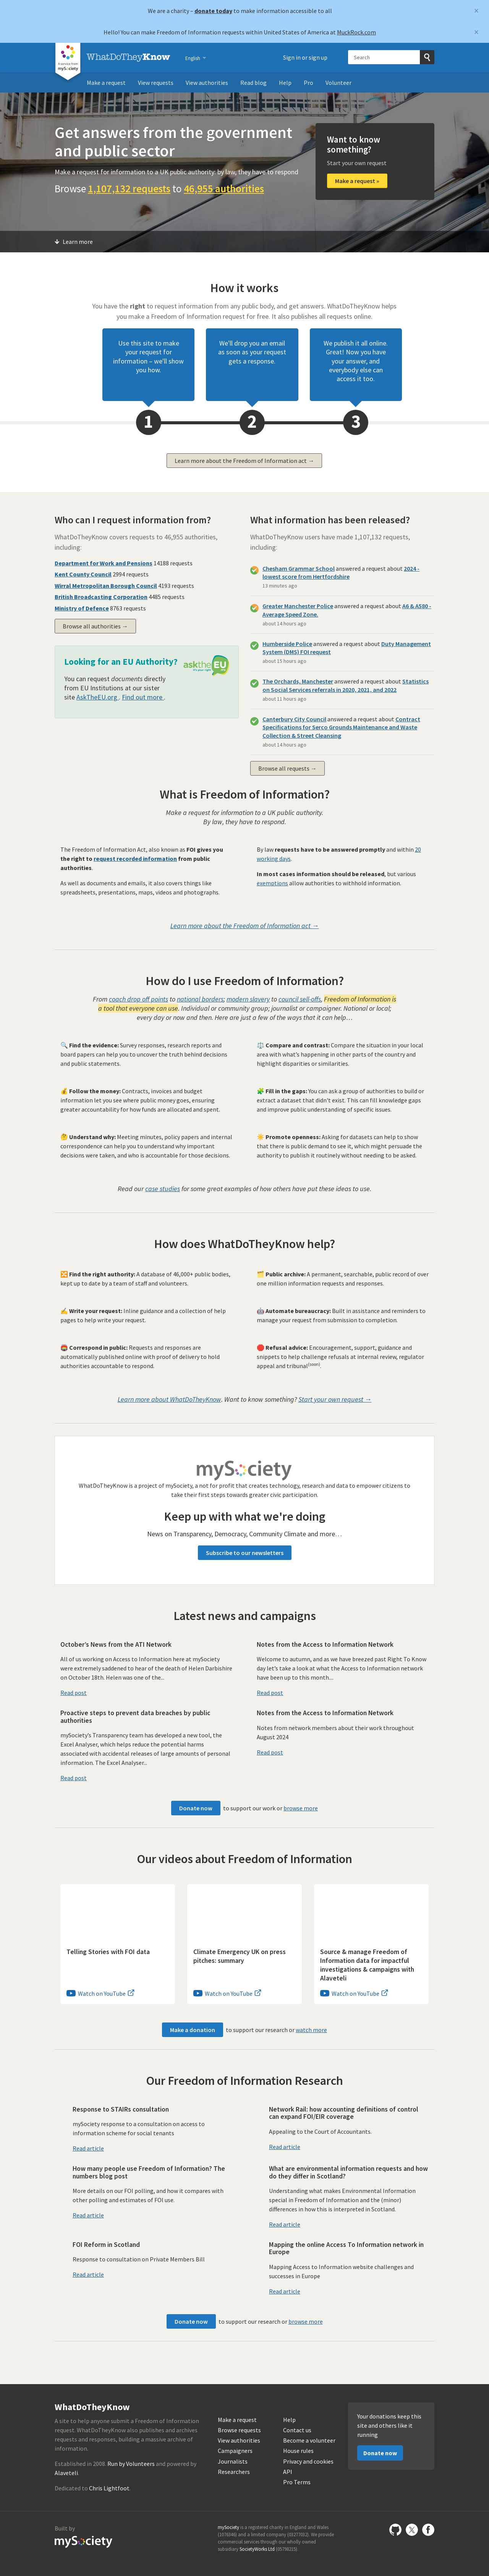 We are a charity – donate today to make information accessible to all
×
Hello! You can make Freedom of Information requests within United States of America at MuckRock.com
×
a service from
mySociety
WhatDoTheyKnow
English
Sign in or sign up
Search
Make a request
View requests
View authorities
Read blog
Help
Pro
Volunteer
Get answers from the government
and public sector
Make a request for information to a UK public authority: by law, they have to respond
Browse 1,107,132 requests to 46,955 authorities
Want to know
something?
Start your own request
Make a request »
Learn more
How it works
You have the right to request information from any public body, and get answers. WhatDoTheyKnow helps
you make a Freedom of Information request for free. It also publishes all requests online.
Use this site to make
your request for
information – we'll show
you how.
We'll drop you an email
as soon as your request
gets a response.
We publish it all online.
Great! Now you have
your answer, and
everybody else can
access it too.
1
2
3
Learn more about the Freedom of Information act →
Who can I request information from?
WhatDoTheyKnow covers requests to 46,955 authorities,
including:
Department for Work and Pensions 14188 requests
Kent County Council 2994 requests
Wirral Metropolitan Borough Council 4193 requests
British Broadcasting Corporation 4485 requests
Ministry of Defence 8763 requests
Browse all authorities →
Looking for an EU Authority?
You can request documents directly
from EU Institutions at our sister
site AskTheEU.org . Find out more .
asktheEU
What information has been released?
WhatDoTheyKnow users have made 1,107,132 requests,
including:
Chesham Grammar School answered a request about 2024 -
lowest score from Hertfordshire
13 minutes ago
Greater Manchester Police answered a request about A6 & A580 -
Average Speed Zone.
about 14 hours ago
Humberside Police answered a request about Duty Management
System (DMS) FOI request
about 15 hours ago
The Orchards, Manchester answered a request about Statistics
on Social Services referrals in 2020, 2021, and 2022
about 11 hours ago
Canterbury City Council answered a request about Contract
Specifications for Serco Grounds Maintenance and Waste
Collection & Street Cleansing
about 14 hours ago
Browse all requests →
What is Freedom of Information?
Make a request for information to a UK public authority.
By law, they have to respond.
The Freedom of Information Act, also known as FOI gives you
the right to request recorded information from public
authorities.
As well as documents and emails, it also covers things like
spreadsheets, presentations, maps, videos and photographs.
By law requests have to be answered promptly and within 20
working days.
In most cases information should be released, but various
exemptions allow authorities to withhold information.
Learn more about the Freedom of Information act →
How do I use Freedom of Information?
From coach drop off points to national borders; modern slavery to council sell-offs, Freedom of Information is
a tool that everyone can use. Individual or community group; journalist or campaigner. National or local;
every day or now and then. Here are just a few of the ways that it can help…
🔍 Find the evidence: Survey responses, research reports and
board papers can help you to uncover the truth behind decisions
and public statements.
⚖️ Compare and contrast: Compare the situation in your local
area with what's happening in other parts of the country and
highlight disparities or similarities.
💰 Follow the money: Contracts, invoices and budget
information let you see where public money goes, ensuring
greater accountability for how funds are allocated and spent.
🧩 Fill in the gaps: You can ask a group of authorities to build or
extract a dataset that didn't exist. This can fill knowledge gaps
and improve public understanding of specific issues.
🤔 Understand why: Meeting minutes, policy papers and internal
correspondence can help you to understand why important
decisions were taken, and who is accountable for those decisions.
☀️ Promote openness: Asking for datasets can help to show
that there is public demand to see it, which might persuade the
authority to publish it routinely without needing to be asked.
Read our case studies for some great examples of how others have put these ideas to use.
How does WhatDoTheyKnow help?
🔀 Find the right authority: A database of 46,000+ public bodies,
kept up to date by a team of staff and volunteers.
🗂️ Public archive: A permanent, searchable, public record of over
one million information requests and responses.
✍️ Write your request: Inline guidance and a collection of help
pages to help write your request.
🤖 Automate bureaucracy: Built in assistance and reminders to
manage your request from submission to completion.
📮 Correspond in public: Requests and responses are
automatically published online with proof of delivery to hold
authorities accountable to respond.
🛑 Refusal advice: Encouragement, support, guidance and
snippets to help challenge refusals at internal review, regulator
appeal and tribunal(soon).
Learn more about WhatDoTheyKnow. Want to know something? Start your own request →
mySociety
WhatDoTheyKnow is a project of mySociety, a not for profit that creates technology, research and data to empower citizens to
take their first steps towards greater civic participation.
Keep up with what we're doing
News on Transparency, Democracy, Community Climate and more…
Subscribe to our newsletters
Latest news and campaigns
October's News from the ATI Network
All of us working on Access to Information here at mySociety
were extremely saddened to hear of the death of Helen Darbishire
on October 18th. Helen was one of the...
Read post
Notes from the Access to Information Network
Welcome to autumn, and as we have breezed past Right To Know
day let's take a look at what the Access to Information network
have been up to this month....
Read post
Proactive steps to prevent data breaches by public
authorities
mySociety's Transparency team has developed a new tool, the
Excel Analyser, which helps reduce the potential harms
associated with accidental releases of large amounts of personal
information. The Excel Analyser...
Read post
Notes from the Access to Information Network
Notes from network members about their work throughout
August 2024
Read post
Donate now to support our work or browse more
Our videos about Freedom of Information
Telling Stories with FOI data
Watch on YouTube
Climate Emergency UK on press
pitches: summary
Watch on YouTube
Source & manage Freedom of
Information data for impactful
investigations & campaigns with
Alaveteli
Watch on YouTube
Make a donation to support our research or watch more
Our Freedom of Information Research
Response to STAIRs consultation
mySociety response to a consultation on access to
information scheme for social tenants
Read article
Network Rail: how accounting definitions of control
can expand FOI/EIR coverage
Appealing to the Court of Accountants.
Read article
How many people use Freedom of Information? The
numbers blog post
More details on our FOI polling, and how it compares with
other polling and estimates of FOI use.
Read article
What are environmental information requests and how
do they differ in Scotland?
Understanding what makes Environmental Information
special in Freedom of Information and the (minor)
differences in how this is interpreted in Scotland.
Read article
FOI Reform in Scotland
Response to consultation on Private Members Bill
Read article
Mapping the online Access To Information network in
Europe
Mapping Access to Information website challenges and
successes in Europe
Read article
Donate now to support our research or browse more
WhatDoTheyKnow
A site to help anyone submit a Freedom of Information
request. WhatDoTheyKnow also publishes and archives
requests and responses, building a massive archive of
information.
Established in 2008. Run by Volunteers and powered by
Alaveteli.
Dedicated to Chris Lightfoot.
Make a request
Browse requests
View authorities
Campaigners
Journalists
Researchers
Help
Contact us
Become a volunteer
House rules
Privacy and cookies
API
Pro Terms
Your donations keep this
site and others like it
running
Donate now
Built by
mySociety
mySociety is a registered charity in England and Wales
(1076346) and a limited company (03277032). We provide
commercial services through our wholly owned
subsidiary SocietyWorks Ltd (05798215).